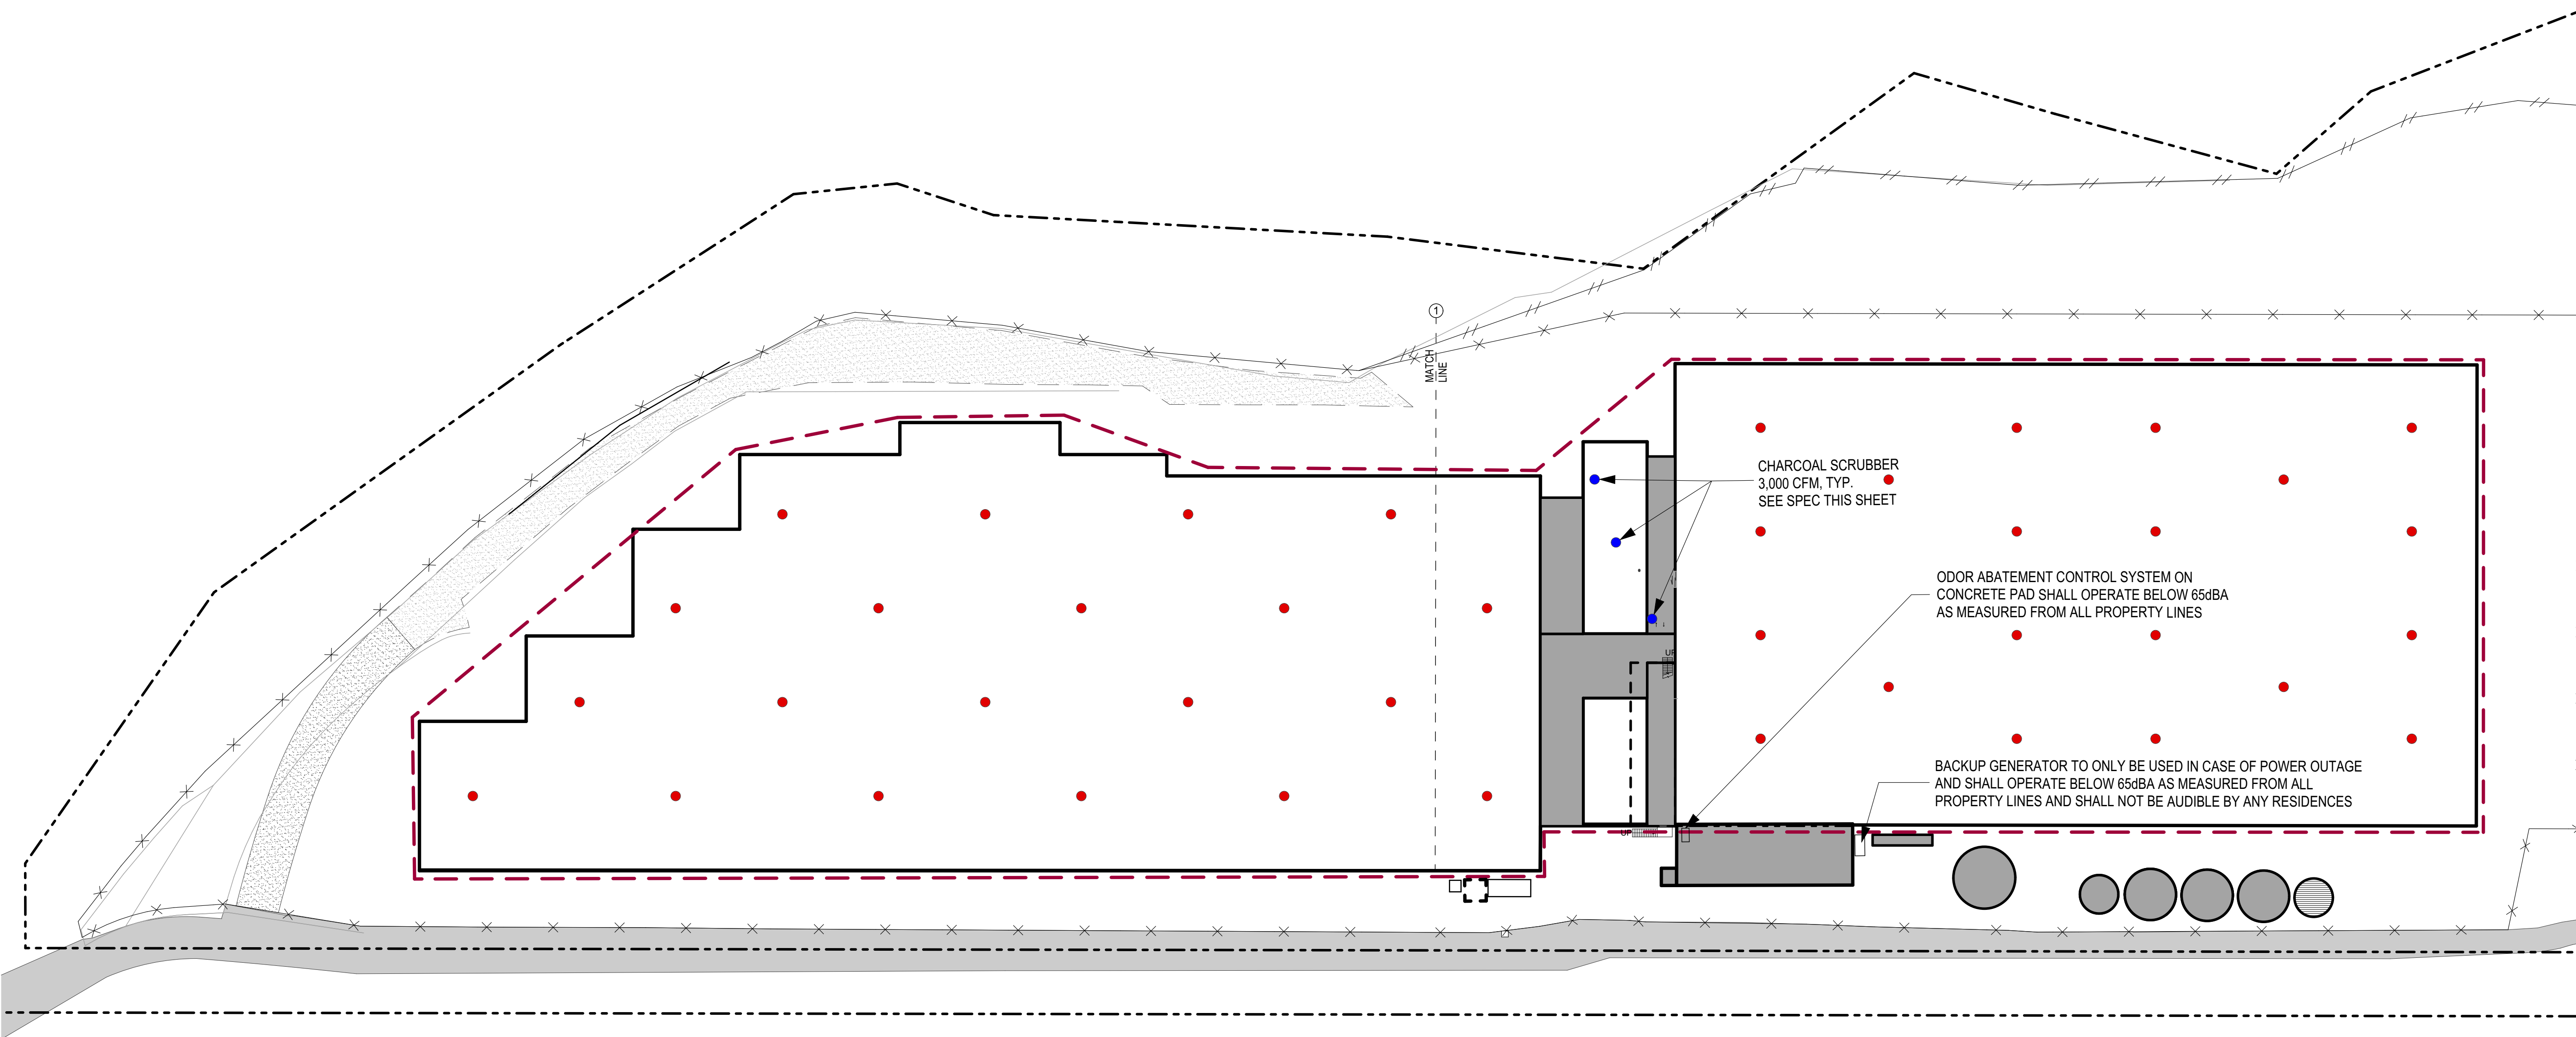 1
MATCH
LINE
CHARCOAL SCRUBBER
3,000 CFM, TYP.
SEE SPEC THIS SHEET
ODOR ABATEMENT CONTROL SYSTEM ON
CONCRETE PAD SHALL OPERATE BELOW 65dBA
AS MEASURED FROM ALL PROPERTY LINES
UP
BACKUP GENERATOR TO ONLY BE USED IN CASE OF POWER OUTAGE
AND SHALL OPERATE BELOW 65dBA AS MEASURED FROM ALL
PROPERTY LINES AND SHALL NOT BE AUDIBLE BY ANY RESIDENCES
UP